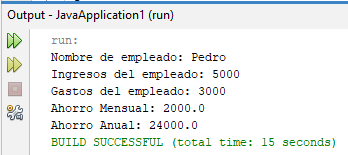 Output - JavaApplication1 (run)
run:
Nombre de empleado: Pedro
Ingresos del empleado: 5000
Gastos del empleado: 3000
Ahorro Mensual: 2000.0
Ahorro Anual: 24000.0
BUILD SUCCESSFUL (total time: 15 seconds)